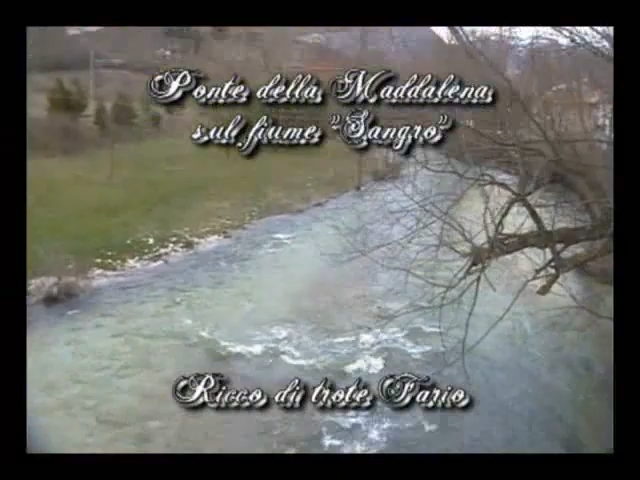 Ponte della Maddalena
sul fiume "Sangro"
Ricco di trote Fario